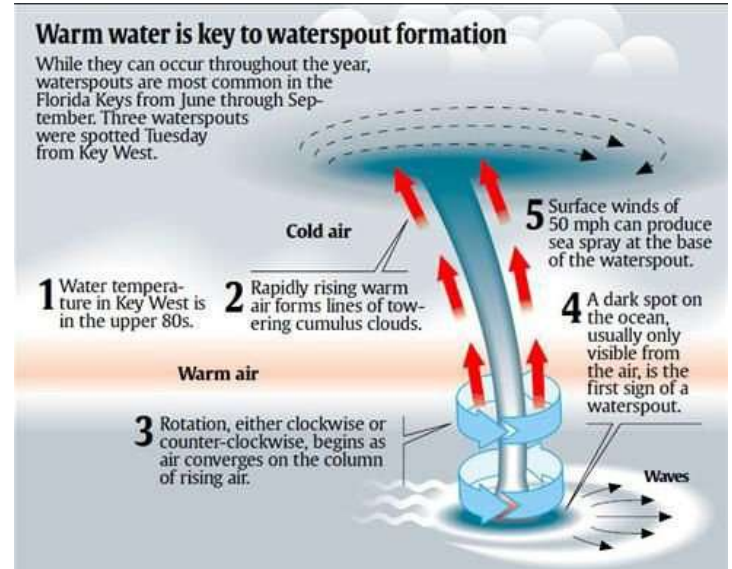 Warm water is key to waterspout formation
While they can occur throughout the year,
waterspouts are most common in the
Florida Keys from June through Sep-
tember. Three waterspouts
were spotted Tuesday
from Key West.
Cold air
1 Water tempera-
ture in Key West is
in the upper 80s.
2 Rapidly rising warm
air forms lines of tow-
ering cumulus clouds.
5 Surface winds of
50 mph can produce
sea spray at the base
of the waterspout.
4 A dark spot on
the ocean,
usually only
visible from
the air, is the
first sign of a
waterspout.
Warm air
3 Rotation, either clockwise or
counter-clockwise, begins as
air converges on the column
of rising air.
Waves